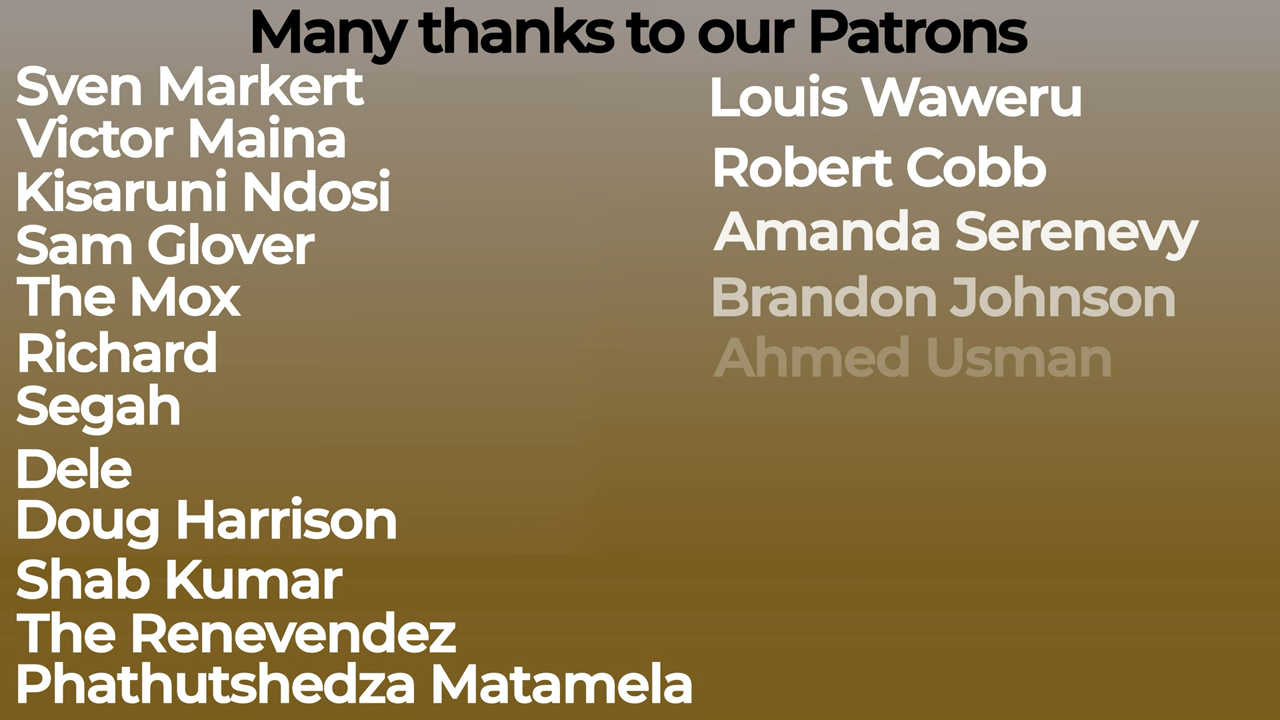 Many thanks to our Patrons
Sven Markert
Victor Maina
Kisaruni Ndosi
Sam Glover
The Mox
Richard
Segah
Dele
Doug Harrison
Shab Kumar
The Renevendez
Phathutshedza Matamela
Louis Waweru
Robert Cobb
Amanda Serenevy
Brandon Johnson
Ahmed Usman